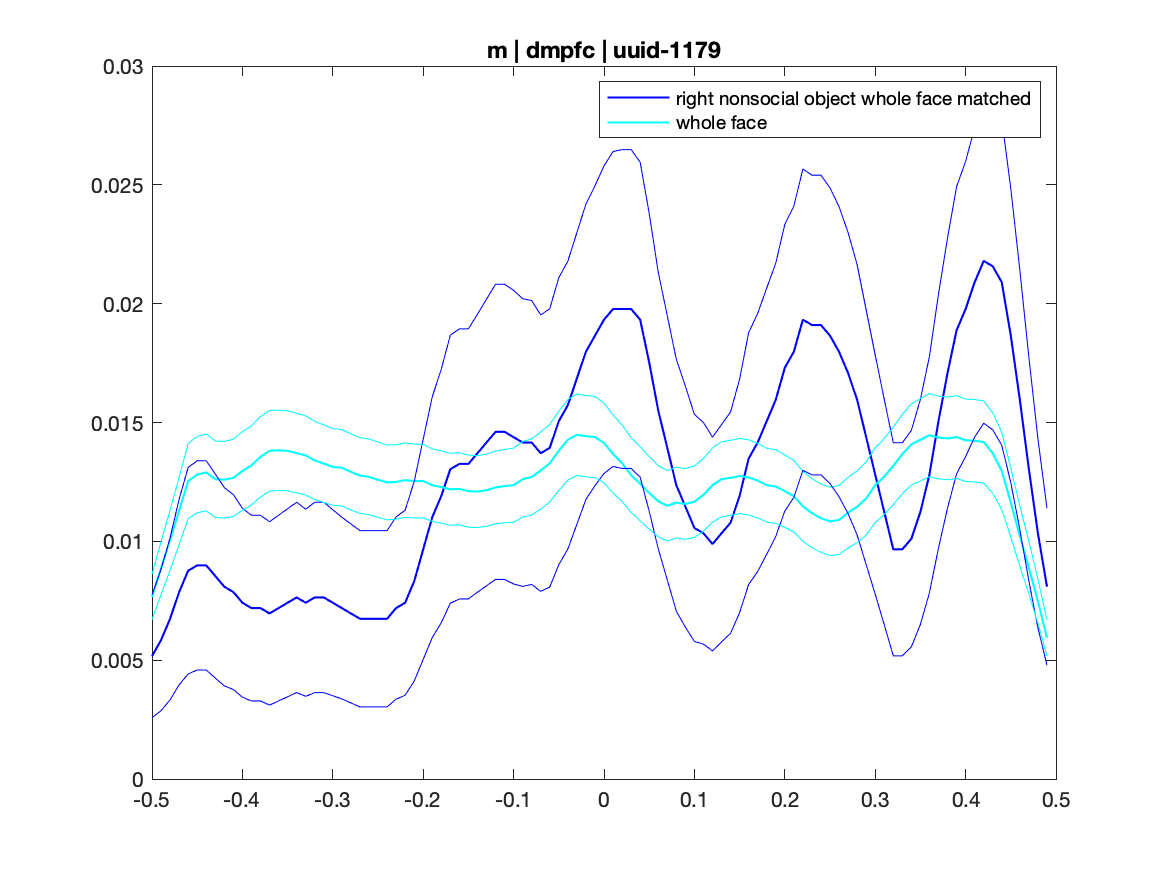 m | dmpfc | uuid-1179
right nonsocial object whole face matched
whole face
0.03
0.025
0.02
0.015
0.01
0.005
0
-0.5 -0.4 -0.3 -0.2 -0.1 0 0.1 0.2 0.3 0.4 0.5